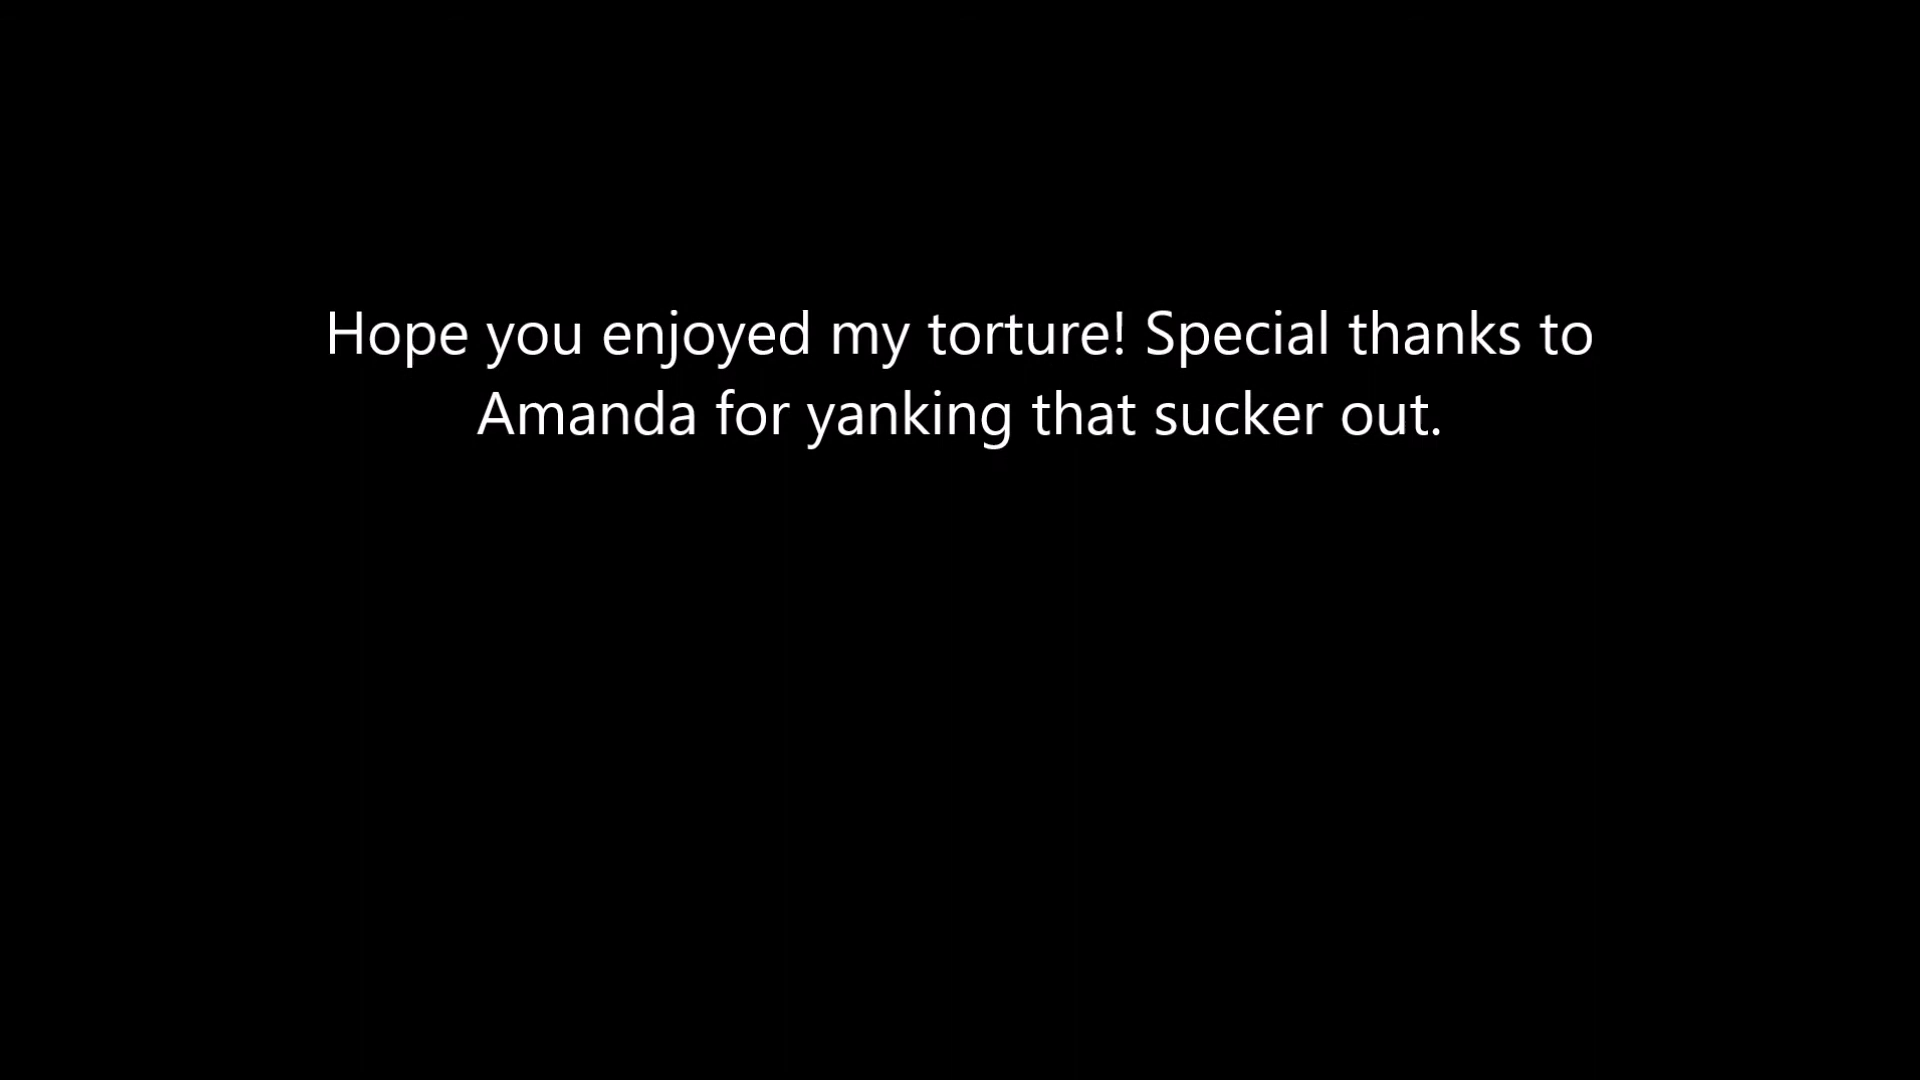 Hope you enjoyed my torture! Special thanks to
Amanda for yanking that sucker out.